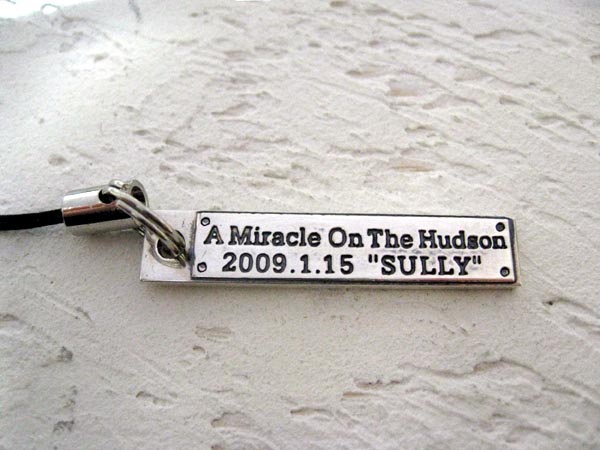 A Miracle On The Hudson
2009.1.15 "SULLY"